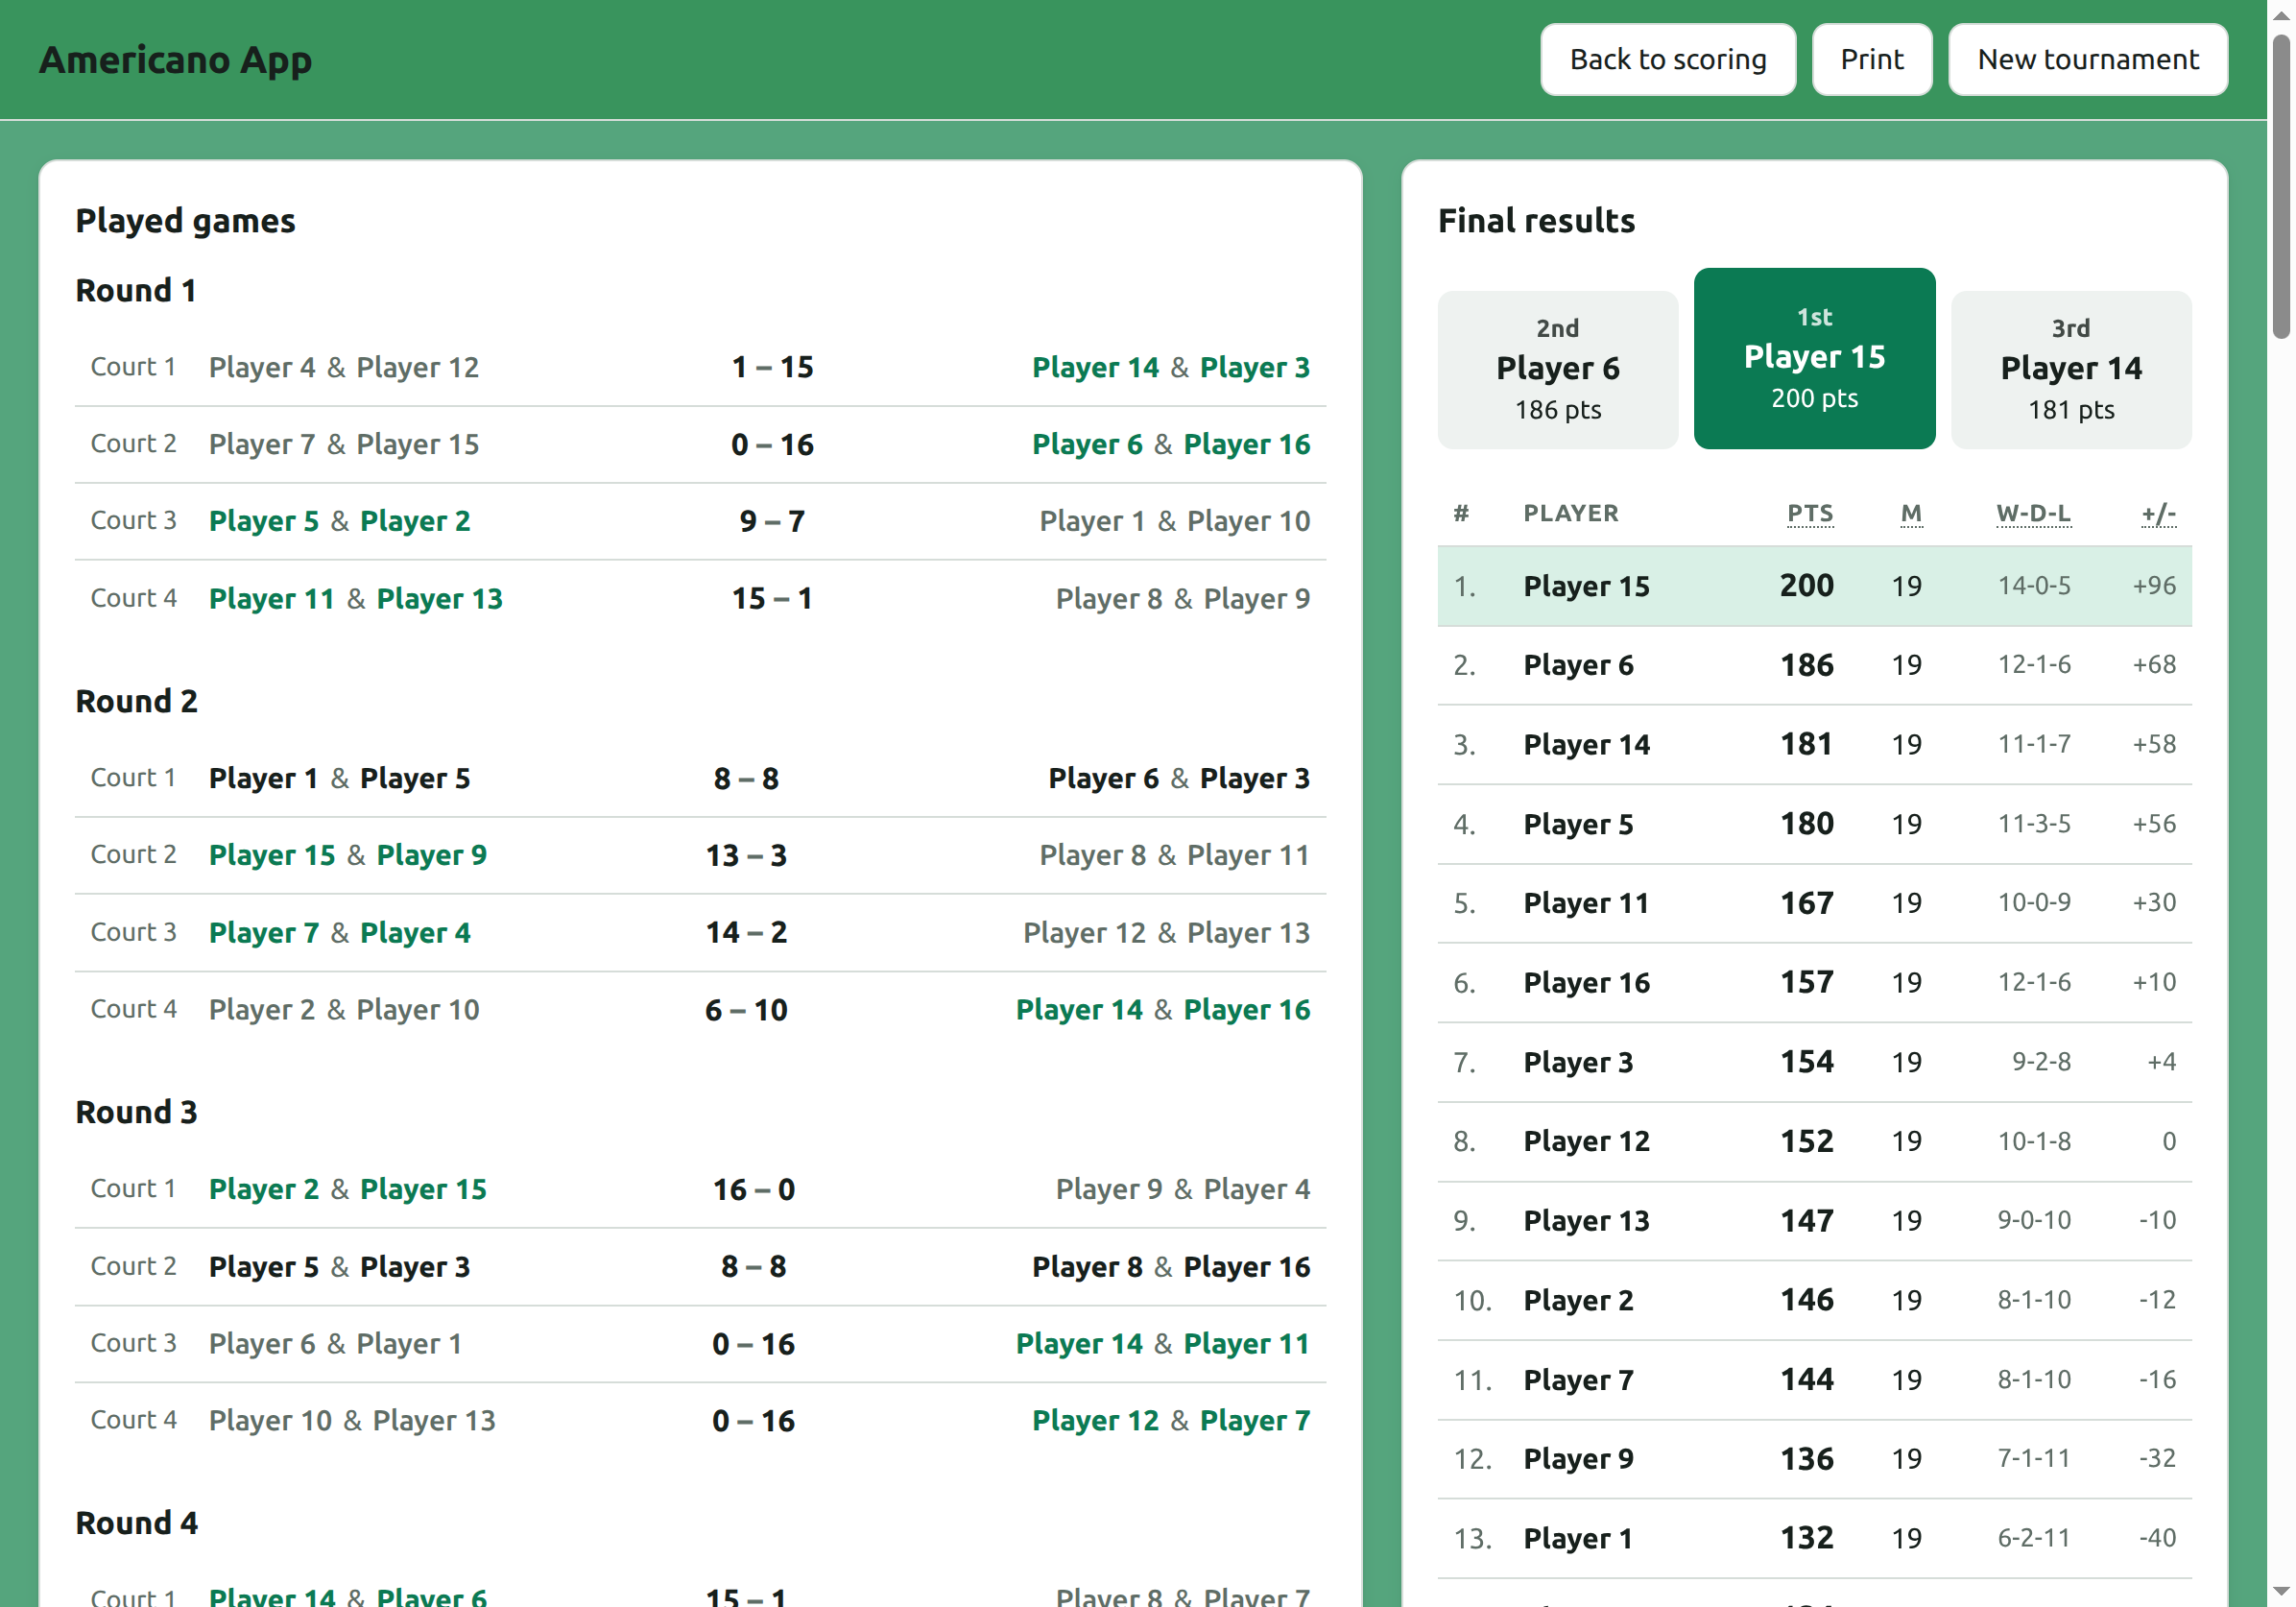 Americano App
Back to scoring
Print
New tournament
Played games
Round 1
Court 1 Player 4 & Player 12 1 – 15 Player 14 & Player 3
Court 2 Player 7 & Player 15 0 – 16 Player 6 & Player 16
Court 3 Player 5 & Player 2 9 – 7 Player 1 & Player 10
Court 4 Player 11 & Player 13 15 – 1 Player 8 & Player 9
Round 2
Court 1 Player 1 & Player 5 8 – 8 Player 6 & Player 3
Court 2 Player 15 & Player 9 13 – 3 Player 8 & Player 11
Court 3 Player 7 & Player 4 14 – 2 Player 12 & Player 13
Court 4 Player 2 & Player 10 6 – 10 Player 14 & Player 16
Round 3
Court 1 Player 2 & Player 15 16 – 0 Player 9 & Player 4
Court 2 Player 5 & Player 3 8 – 8 Player 8 & Player 16
Court 3 Player 6 & Player 1 0 – 16 Player 14 & Player 11
Court 4 Player 10 & Player 13 0 – 16 Player 12 & Player 7
Round 4
Court 1 Player 14 & Player 6 15 – 1 Player 8 & Player 7
Final results
2nd
Player 6
186 pts
1st
Player 15
200 pts
3rd
Player 14
181 pts
# PLAYER PTS M W-D-L +/-
1. Player 15 200 19 14-0-5 +96
2. Player 6 186 19 12-1-6 +68
3. Player 14 181 19 11-1-7 +58
4. Player 5 180 19 11-3-5 +56
5. Player 11 167 19 10-0-9 +30
6. Player 16 157 19 12-1-6 +10
7. Player 3 154 19 9-2-8 +4
8. Player 12 152 19 10-1-8 0
9. Player 13 147 19 9-0-10 -10
10. Player 2 146 19 8-1-10 -12
11. Player 7 144 19 8-1-10 -16
12. Player 9 136 19 7-1-11 -32
13. Player 1 132 19 6-2-11 -40